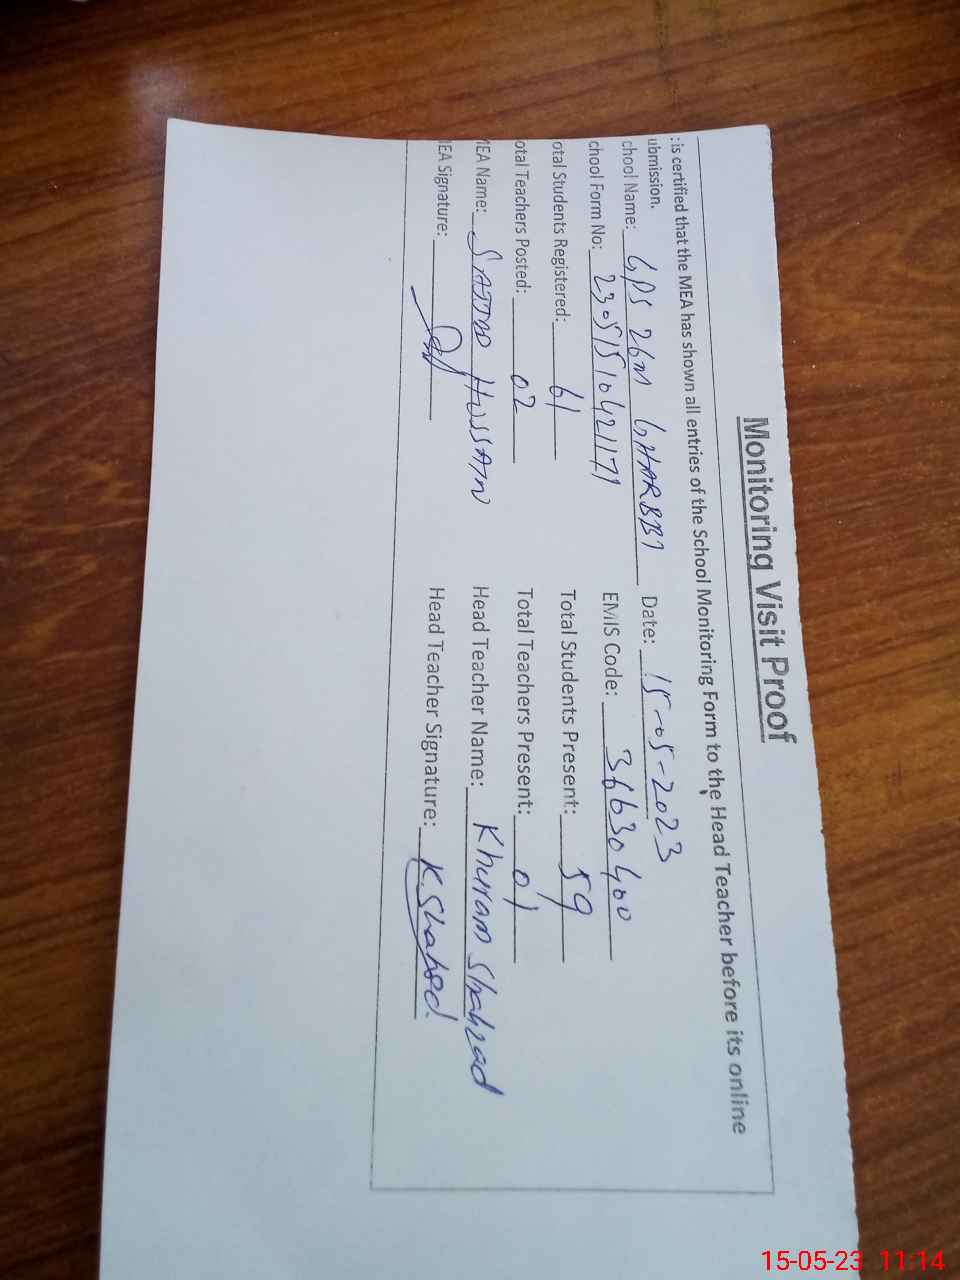 Monitoring Visit Proof
: is certified that the MEA has shown all entries of the School Monitoring Form to the Head Teacher before its online
ubmission.
chool Name: GPS 26M GHARBBI Date: 15-05-2023
chool Form No: 23051510421171 EMIS Code: 36630400
otal Students Registered: 61 Total Students Present: 59
otal Teachers Posted: 02 Total Teachers Present: 01
MEA Name: SAJJAD HUSSAIN Head Teacher Name: Khuram Shahzad
EA Signature: Head Teacher Signature: K.Shahzad
15-05-23 11:14